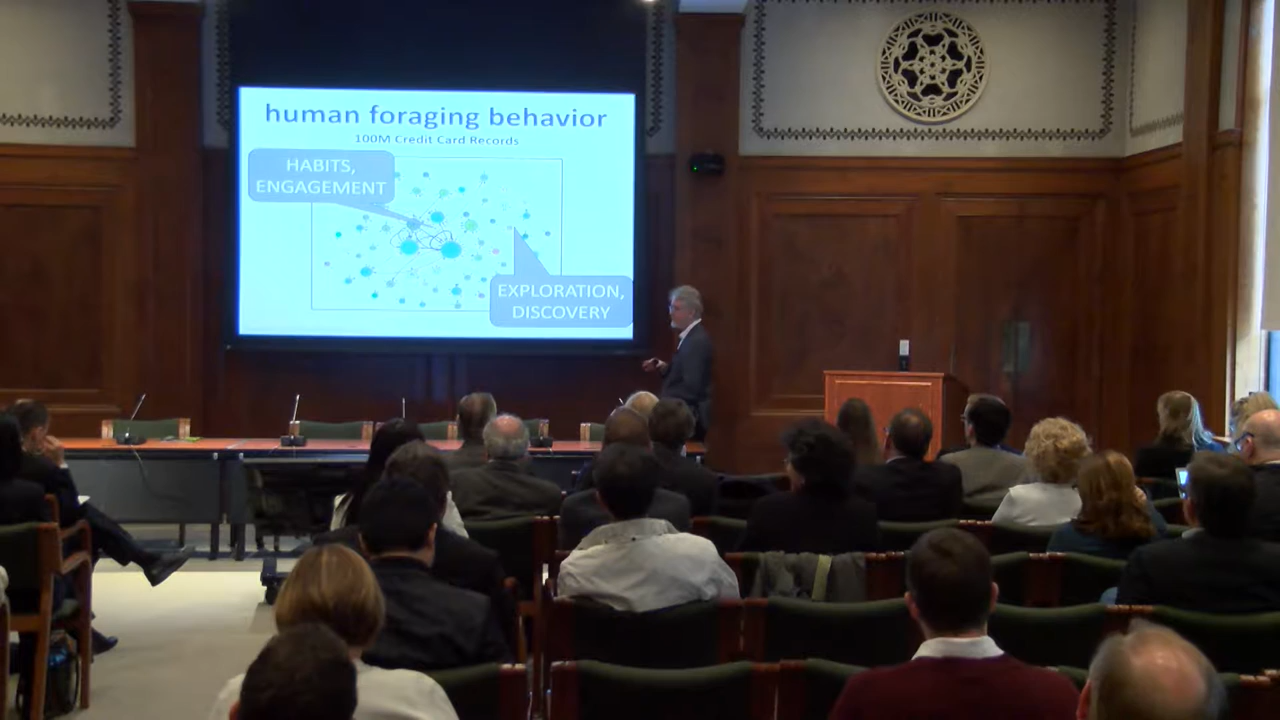 human foraging behavior
100M Credit Card Records
HABITS,
ENGAGEMENT
EXPLORATION,
DISCOVERY